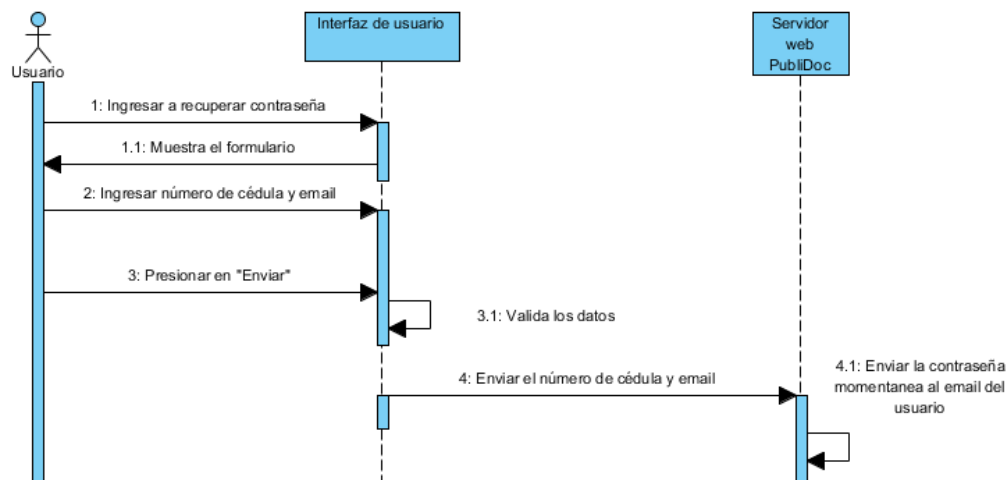 Usuario
Interfaz de usuario
Servidor
web
PubliDoc
1: Ingresar a recuperar contraseña
1.1: Muestra el formulario
2: Ingresar número de cédula y email
3: Presionar en "Enviar"
3.1: Valida los datos
4: Enviar el número de cédula y email
4.1: Enviar la contraseña
momentanea al email del
usuario